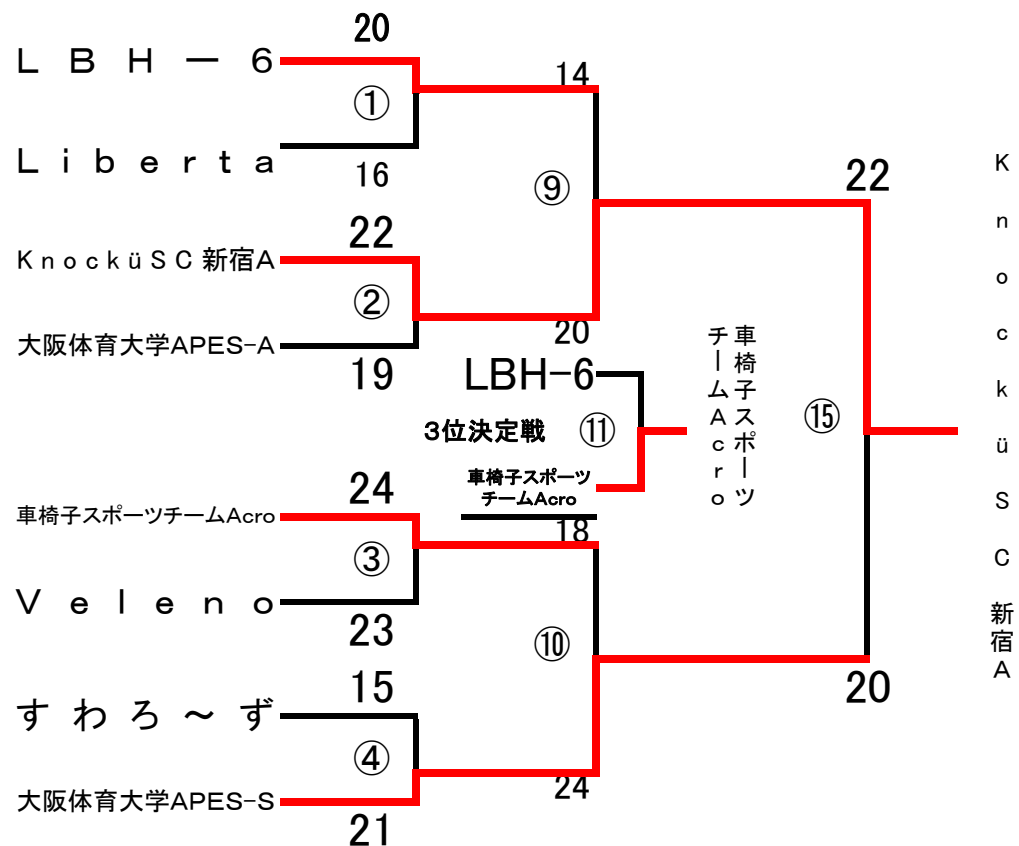 20
LBH-6
14
①
Liberta
16
⑨
22
22
KnocküSC 新宿A
②
大阪体育大学APES-A
19
20
LBH-6
3位決定戦
⑪
車椅子スポーツ
チームAcro
車椅子スポーツ
チームAcro
⑮
KnocküSC新宿A
24
車椅子スポーツチームAcro
18
③
Veleno
23
⑩
15
20
すわろ~ず
④
24
大阪体育大学APES-S
21